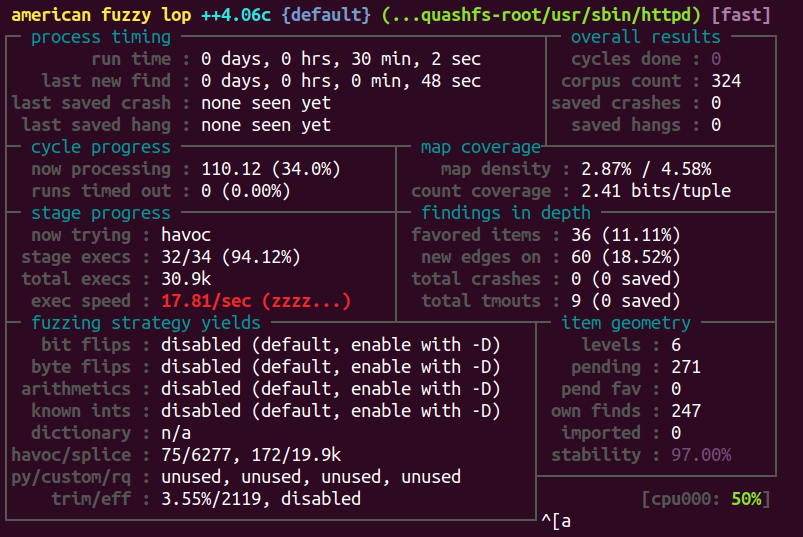 american fuzzy lop ++4.06c {default} (...quashfs-root/usr/sbin/httpd) [fast]
process timing overall results
run time : 0 days, 0 hrs, 30 min, 2 sec cycles done : 0
last new find : 0 days, 0 hrs, 0 min, 48 sec corpus count : 324
last saved crash : none seen yet saved crashes : 0
last saved hang : none seen yet saved hangs : 0
cycle progress map coverage
now processing : 110.12 (34.0%) map density : 2.87% / 4.58%
runs timed out : 0 (0.00%) count coverage : 2.41 bits/tuple
stage progress findings in depth
now trying : havoc favored items : 36 (11.11%)
stage execs : 32/34 (94.12%) new edges on : 60 (18.52%)
total execs : 30.9k total crashes : 0 (0 saved)
exec speed : 17.81/sec (zzzz...) total tmouts : 9 (0 saved)
fuzzing strategy yields item geometry
bit flips : disabled (default, enable with -D) levels : 6
byte flips : disabled (default, enable with -D) pending : 271
arithmetics : disabled (default, enable with -D) pend fav : 0
known ints : disabled (default, enable with -D) own finds : 247
dictionary : n/a imported : 0
havoc/splice : 75/6277, 172/19.9k stability : 97.00%
py/custom/rq : unused, unused, unused, unused
trim/eff : 3.55%/2119, disabled [cpu000: 50%]
^[a